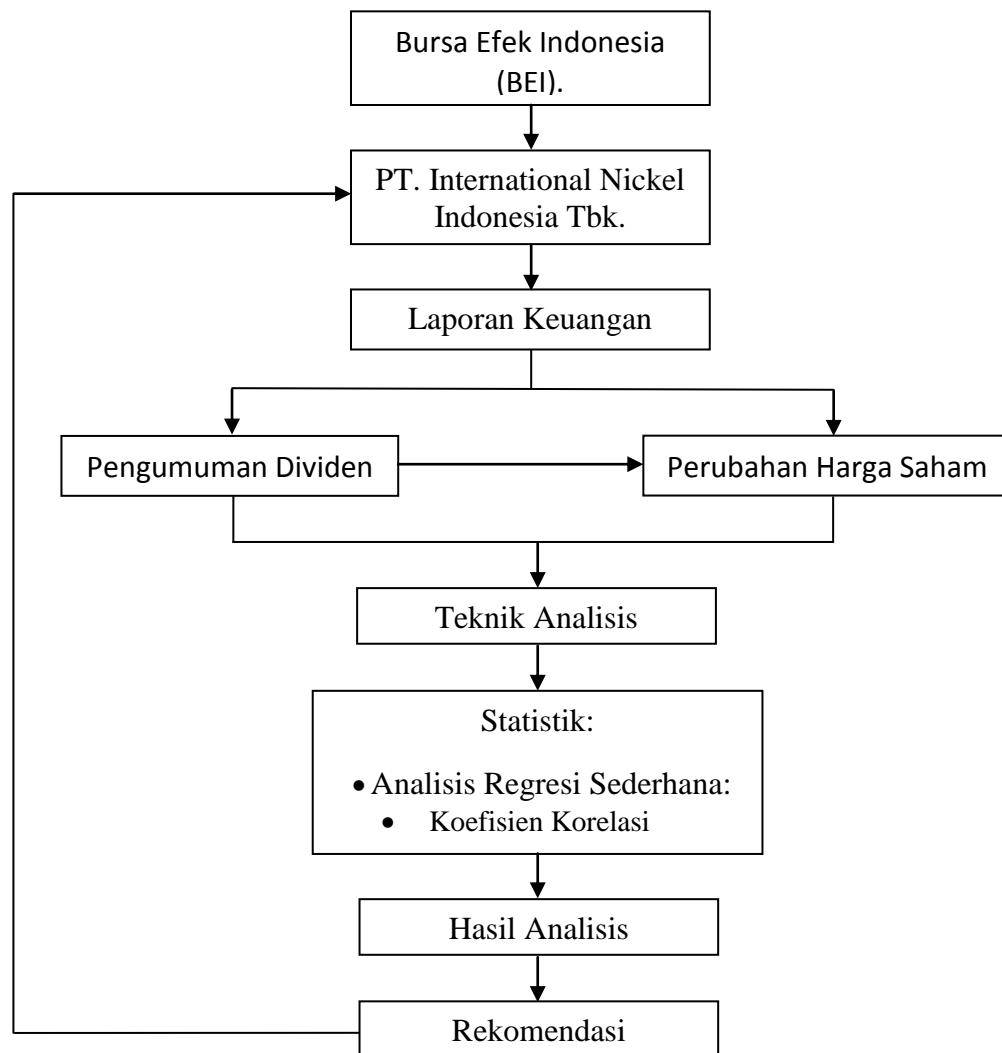 Bursa Efek Indonesia
(BEI).
PT. International Nickel
Indonesia Tbk.
Laporan Keuangan
Pengumuman Dividen
Perubahan Harga Saham
Teknik Analisis
Statistik:
• Analisis Regresi Sederhana:
• Koefisien Korelasi
Hasil Analisis
Rekomendasi